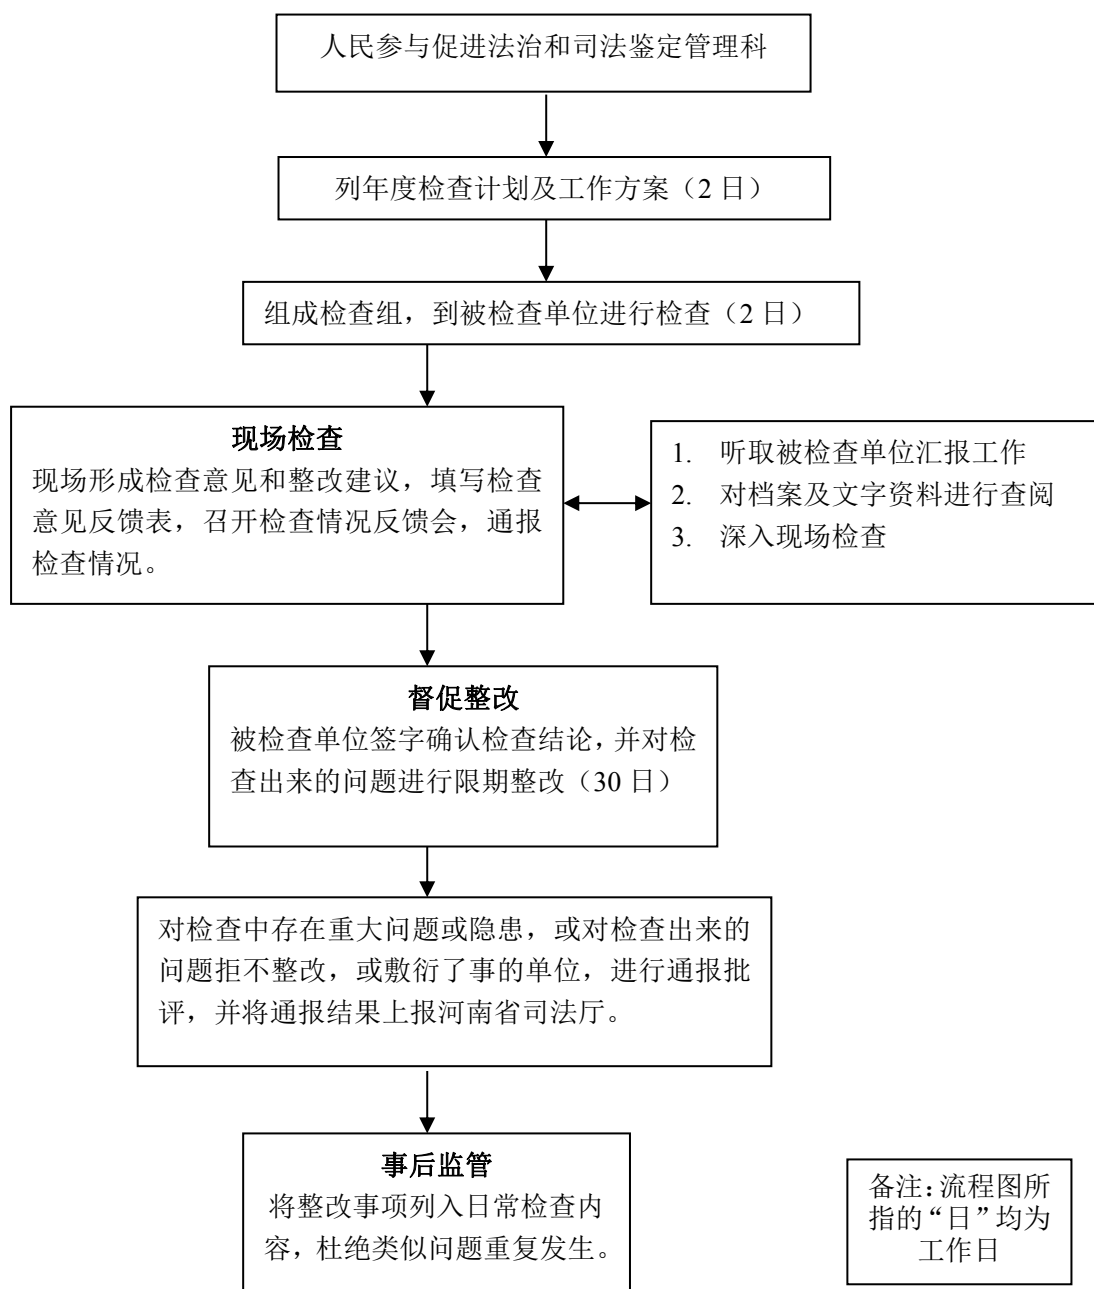 人民参与促进法治和司法鉴定管理科
列年度检查计划及工作方案（2 日）
组成检查组，到被检查单位进行检查（2 日）
现场检查
现场形成检查意见和整改建议，填写检查
意见反馈表，召开检查情况反馈会，通报
检查情况。
1. 听取被检查单位汇报工作
2. 对档案及文字资料进行查阅
3. 深入现场检查
督促整改
被检查单位签字确认检查结论，并对检
查出来的问题进行限期整改（30 日）
对检查中存在重大问题或隐患，或对检查出来的
问题拒不整改，或敷衍了事的单位，进行通报批
评，并将通报结果上报河南省司法厅。
事后监管
将整改事项列入日常检查内
容，杜绝类似问题重复发生。
备注：流程图所
指的“日”均为
工作日